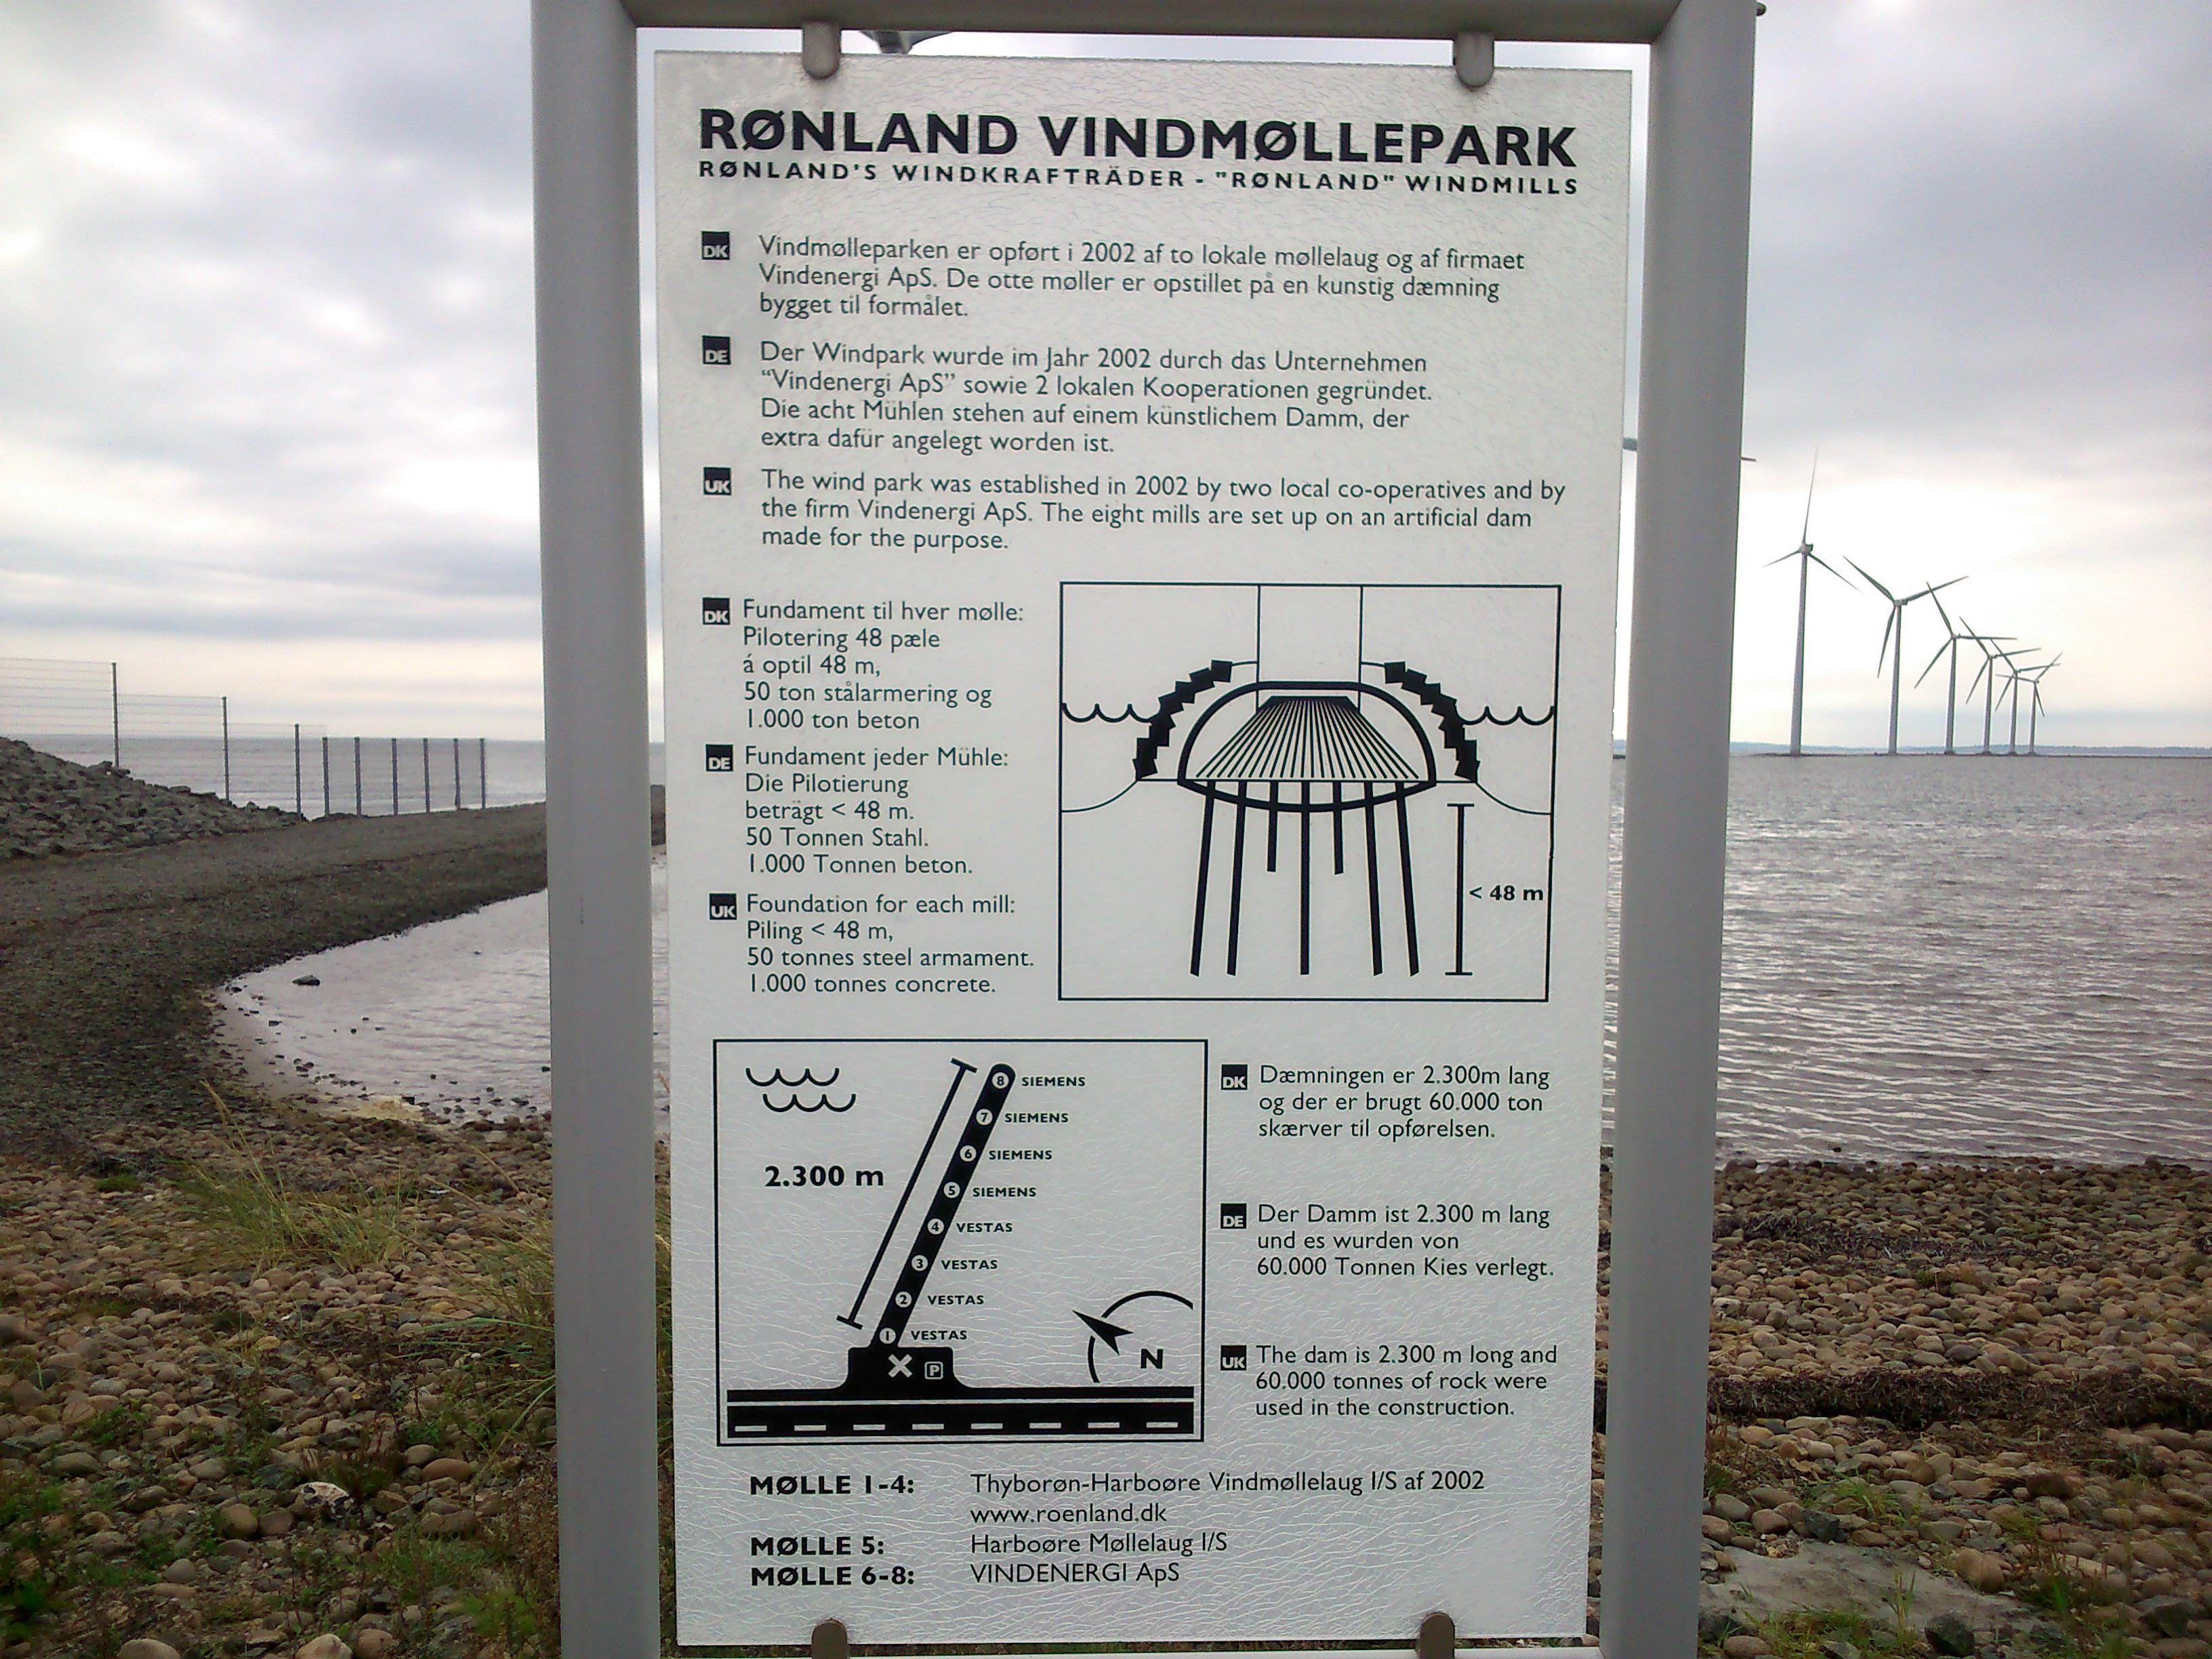 RØNLAND VINDMØLLEPARK
RØNLAND'S WINDKRAFTRÄDER - "RØNLAND" WINDMILLS
DK Vindmølleparken er opført i 2002 af to lokale møllelaug og af firmaet
Vindenergi ApS. De otte møller er opstillet på en kunstig dæmning
bygget til formålet.
DE Der Windpark wurde im Jahr 2002 durch das Unternehmen
“Vindenergi ApS” sowie 2 lokalen Kooperationen gegründet.
Die acht Mühlen stehen auf einem künstlichem Damm, der
extra dafür angelegt worden ist.
UK The wind park was established in 2002 by two local co-operatives and by
the firm Vindenergi ApS. The eight mills are set up on an artificial dam
made for the purpose.
DK Fundament til hver mølle:
Pilotering 48 pæle
á optil 48 m,
50 ton stålarmering og
1.000 ton beton
DE Fundament jeder Mühle:
Die Pilotierung
beträgt < 48 m.
50 Tonnen Stahl.
1.000 Tonnen beton.
UK Foundation for each mill:
Piling < 48 m,
50 tonnes steel armament.
1.000 tonnes concrete.
< 48 m
8 SIEMENS
7 SIEMENS
6 SIEMENS
5 SIEMENS
4 VESTAS
3 VESTAS
2 VESTAS
1 VESTAS
2.300 m
P
N
DK Dæmningen er 2.300m lang
og der er brugt 60.000 ton
skærver til opførelsen.
DE Der Damm ist 2.300 m lang
und es wurden von
60.000 Tonnen Kies verlegt.
UK The dam is 2.300 m long and
60.000 tonnes of rock were
used in the construction.
MØLLE 1-4: Thyborøn-Harboøre Vindmøllelaug I/S af 2002
www.roenland.dk
MØLLE 5: Harboøre Møllelaug I/S
MØLLE 6-8: VINDENERGI ApS